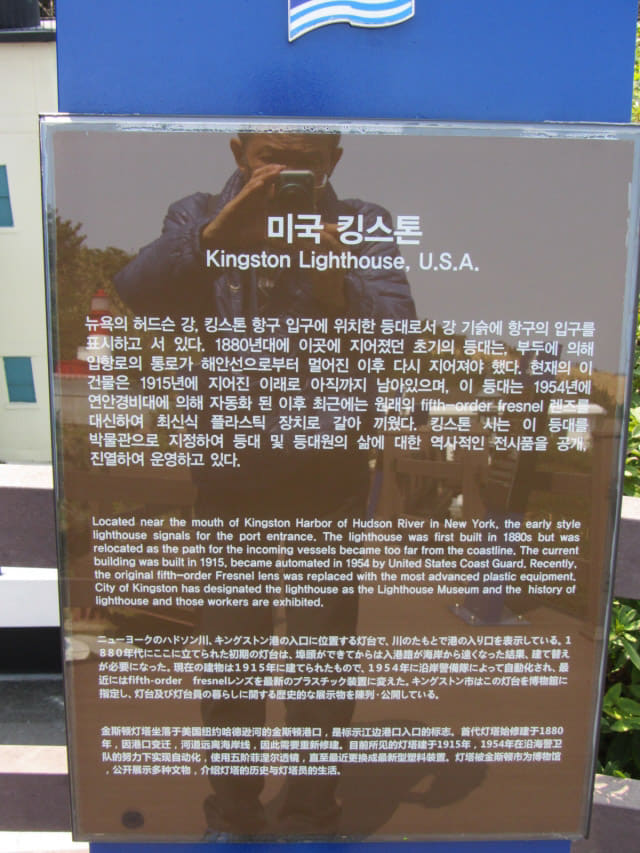 미국 킹스톤
Kingston Lighthouse, U.S.A.
뉴욕의 허드슨 강, 킹스톤 항구 입구에 위치한 등대로서 강 기슭에 항구의 입구를
표시하고 서 있다. 1880년대에 이곳에 지어졌던 초기의 등대는, 부두에 의해
입항로의 통로가 해안선으로부터 멀어진 이후 다시 지어져야 했다. 현재의 이
건물은 1915년에 지어진 이래로 아직까지 남아있으며, 이 등대는 1954년에
연안경비대에 의해 자동화 된 이후 최근에는 원래의 fifth-order fresnel 렌즈를
대신하여 최신식 플라스틱 장치로 갈아 끼웠다. 킹스톤 시는 이 등대를
박물관으로 지정하여 등대 및 등대원의 삶에 대한 역사적인 전시품을 공개,
진열하여 운영하고 있다.
Located near the mouth of Kingston Harbor of Hudson River in New York, the early style
lighthouse signals for the port entrance. The lighthouse was first built in 1880s but was
relocated as the path for the incoming vessels became too far from the coastline. The current
building was built in 1915, became automated in 1954 by United States Coast Guard. Recently,
the original fifth-order Fresnel lens was replaced with the most advanced plastic equipment.
City of Kingston has designated the lighthouse as the Lighthouse Museum and the history of
lighthouse and those workers are exhibited.
ニューヨークのハドソン川、キングストン港の入口に位置する灯台で、川のたもとで港の入り口を表示している。1
880年代にここに立てられた初期の灯台は、埠頭ができてからは入港路が海岸から遠くなった結果、建て替え
が必要になった。現在の建物は1915年に建てられたもので、1954年に沿岸警備隊によって自動化され、最
近にはfifth-order fresnelレンズを最新のプラスチック装置に変えた。キングストン市はこの灯台を博物館に
指定し、灯台及び灯台員の暮らしに関する歴史的な展示物を陳列・公開している。
金斯顿灯塔坐落于美国纽约哈德逊河的金斯顿港口，是标示江边港口入口的标志。首代灯塔始修建于1880
年，因港口变迁，河道远离海岸线，因此需要重新修建。目前所见的灯塔建于1915年，1954年在沿海警卫
队的努力下实现自动化，使用五阶菲涅尔透镜，直至最近更换成最新型塑料装置。灯塔被金斯顿市为博物馆
，公开展示多种文物，介绍灯塔的历史与灯塔员的生活。